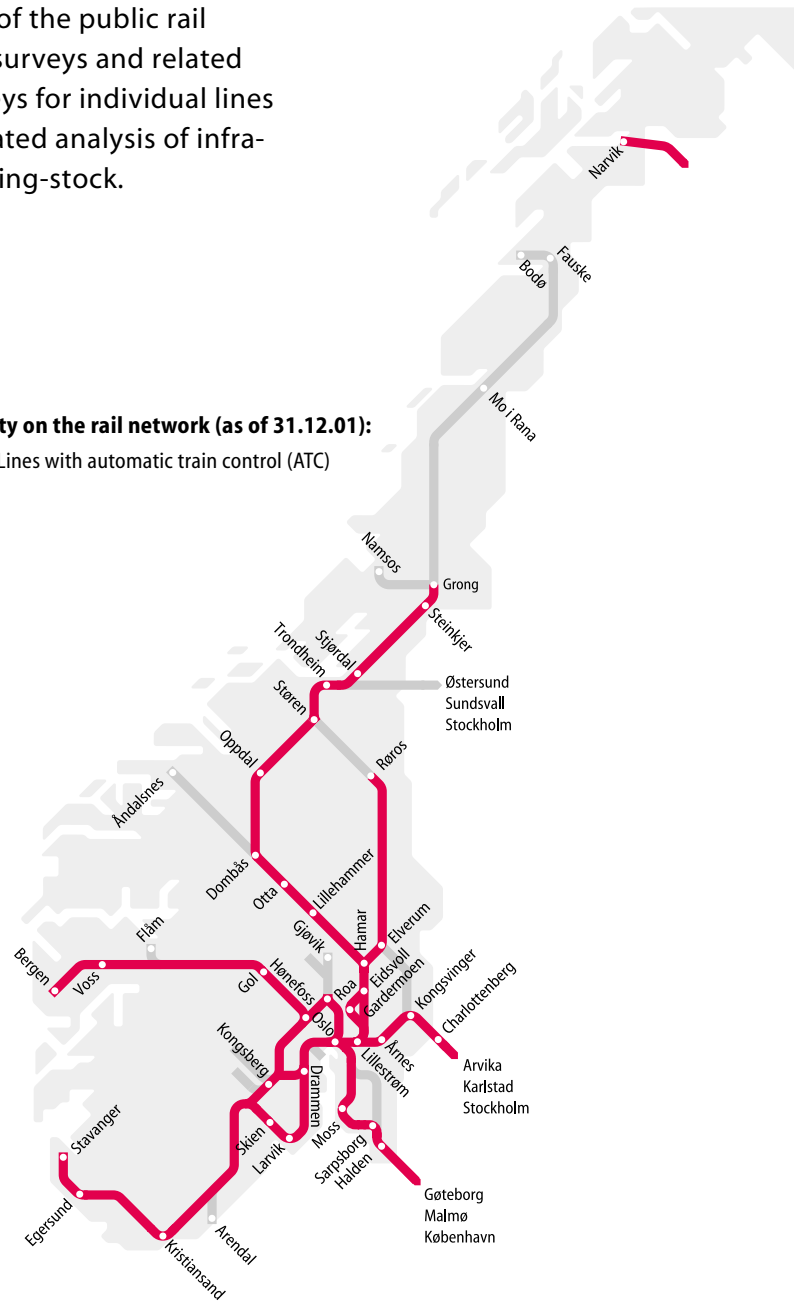 of the public rail
surveys and related
ys for individual lines
ated analysis of infra-
ing-stock.
ty on the rail network (as of 31.12.01):
Lines with automatic train control (ATC)
Narvik
Bodø
Fauske
Mo i Rana
Namsos
Grong
Steinkjer
Stjørdal
Trondheim
Østersund
Sundsvall
Stockholm
Støren
Oppdal
Røros
Åndalsnes
Dombås
Otta
Lillehammer
Hamar
Elverum
Flåm
Gjøvik
Eidsvoll
Gardermoen
Bergen
Voss
Gol
Hønefoss
Roa
Kongsvinger
Charlottenberg
Oslo
Lillestrøm
Årnes
Arvika
Karlstad
Stockholm
Kongsberg
Drammen
Stavanger
Skien
Larvik
Moss
Sarpsborg
Halden
Egersund
Kristiansand
Arendal
Gøteborg
Malmø
København